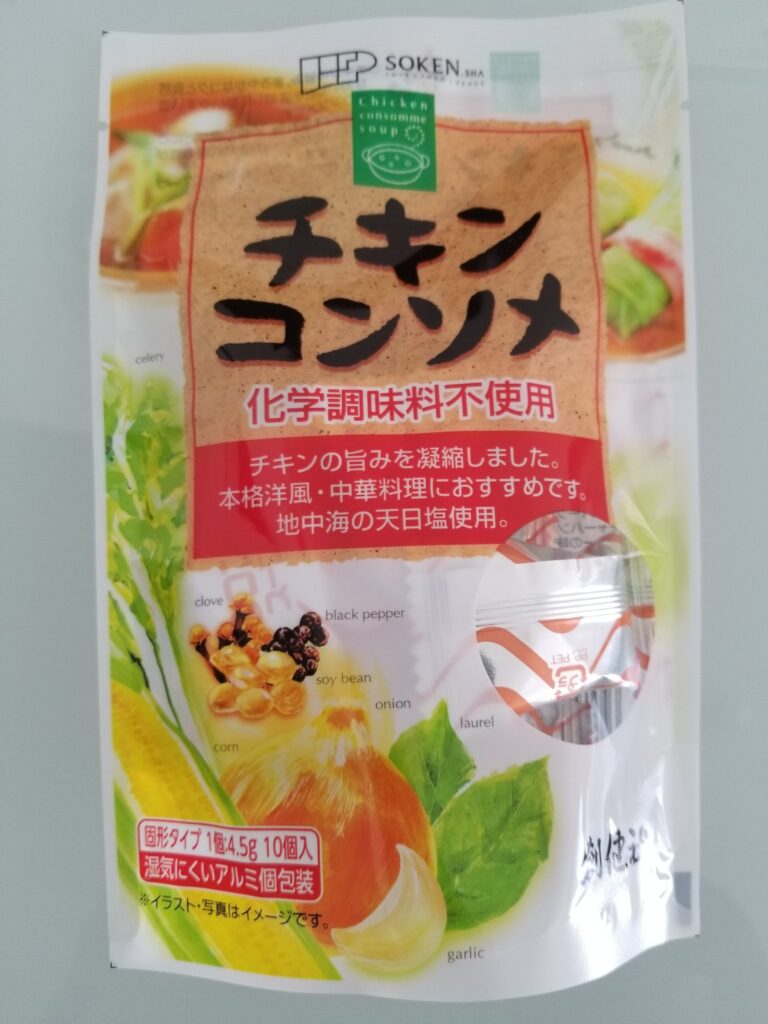 SOKEN.SHA
Chicken
consomme
soup
チキン
コンソメ
化学調味料不使用
チキンの旨みを凝縮しました。
本格洋風・中華料理におすすめです。
地中海の天日塩使用。
celery
clove
black pepper
soy bean
onion
laurel
corn
PP PET
プラ
固形タイプ 1個:4.5g 10個入
湿気にくいアルミ個包装
※イラスト・写真はイメージです。
garlic